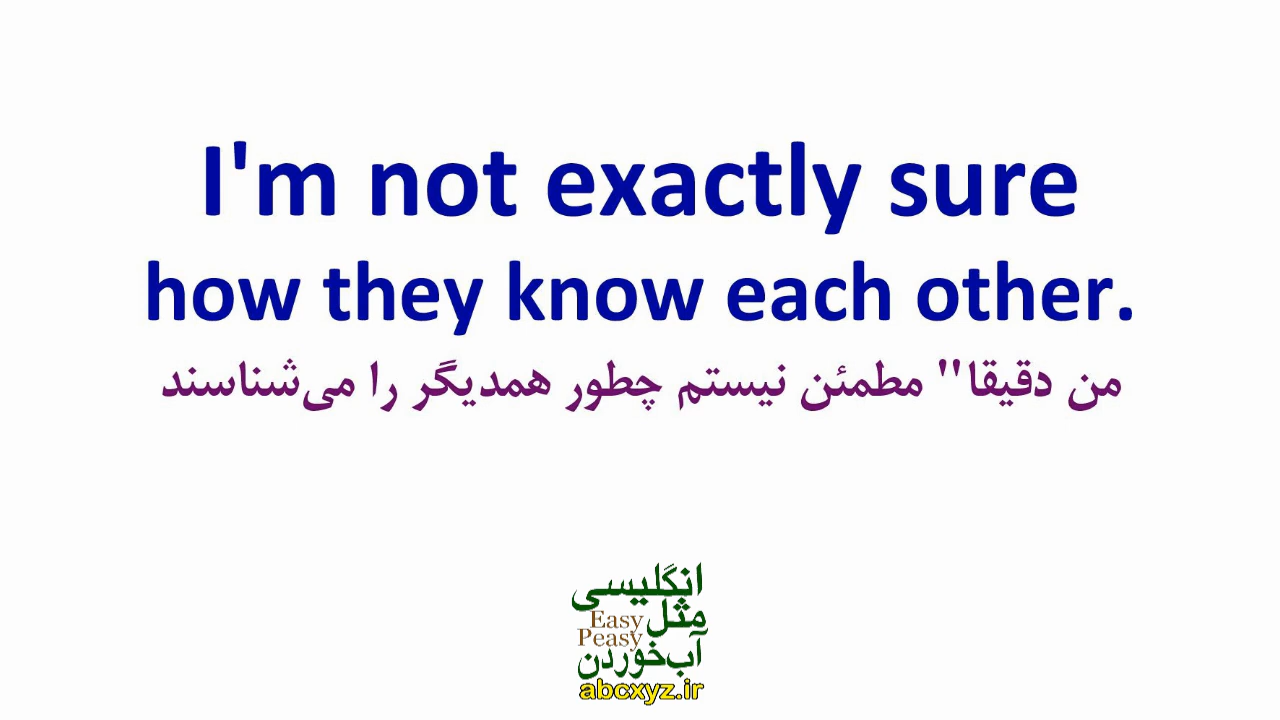 I'm not exactly sure
how they know each other.
من دقیقا" مطمئن نیستم چطور همدیگر را می‌شناسند
انگلیسی
مثل
Easy
Peasy
آب‌خوردن
abcxyz.ir